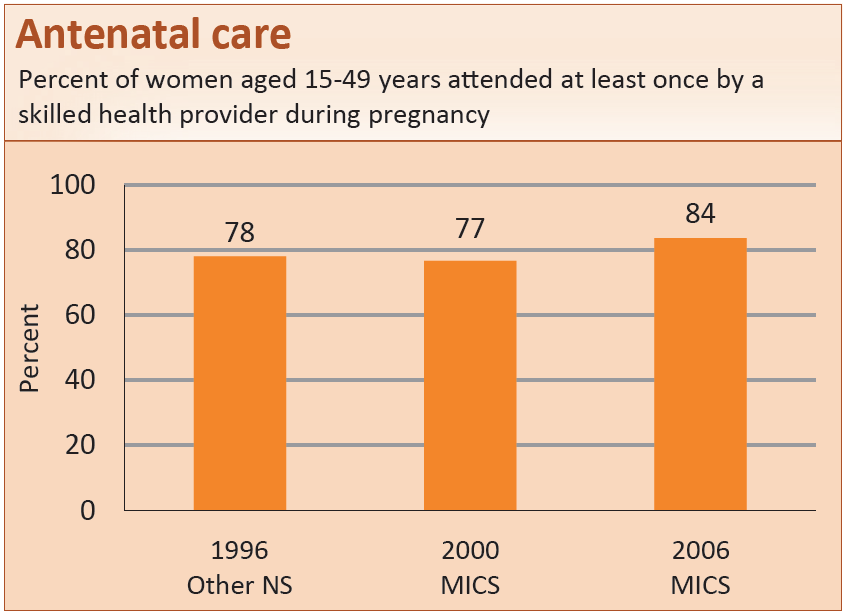 Antenatal care
Percent of women aged 15-49 years attended at least once by a
skilled health provider during pregnancy
100
80
60
40
20
0
Percent
78
77
84
1996
Other NS
2000
MICS
2006
MICS